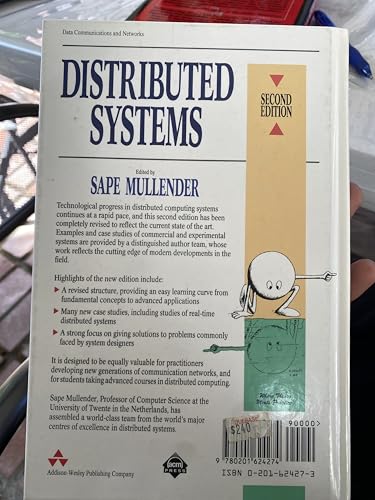 Data Communications and Networks
DISTRIBUTED
SYSTEMS
SECOND
EDITION
Edited by
SAPE MULLENDER
Technological progress in distributed computing systems
continues at a rapid pace, and this second edition has been
completely revised to reflect the current state of the art.
Examples and case studies of commercial and experimental
systems are provided by a distinguished author team, whose
work reflects the cutting edge of modern developments in the
field.
Highlights of the new edition include:
A revised structure, providing an easy learning curve from
fundamental concepts to advanced applications
Many new case studies, including studies of real-time
distributed systems
A strong focus on giving solutions to problems commonly
faced by system designers
It is designed to be equally valuable for practitioners
developing new generations of communication networks, and
for students taking advanced courses in distributed computing.
Sape Mullender, Professor of Computer Science at the
University of Twente in the Netherlands, has
assembled a world-class team from the world's major
centres of excellence in distributed systems.
$240
90000>
9 780201 624274
ISBN 0-201-62427-3
Addison-Wesley Publishing Company
acm
PRESS